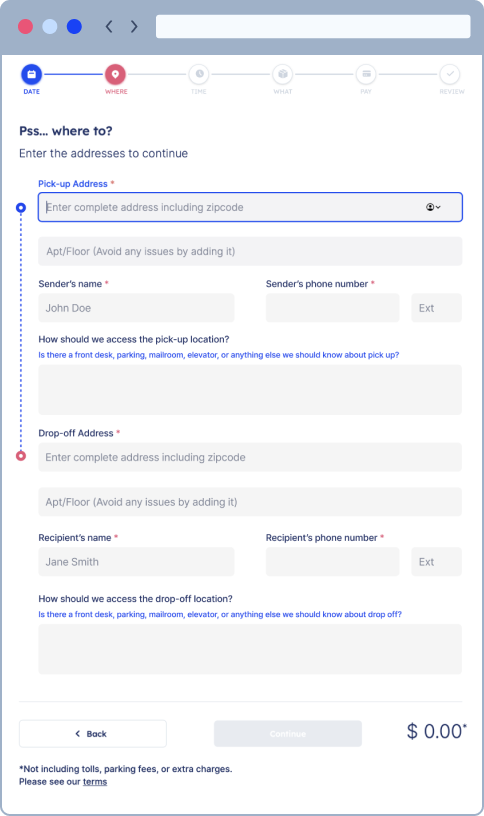 DATE WHERE TIME WHAT PAY REVIEW
Pss... where to?
Enter the addresses to continue
Pick-up Address *
Enter complete address including zipcode
Apt/Floor (Avoid any issues by adding it)
Sender's name * Sender's phone number *
John Doe Ext
How should we access the pick-up location?
Is there a front desk, parking, mailroom, elevator, or anything else we should know about pick up?
Drop-off Address *
Enter complete address including zipcode
Apt/Floor (Avoid any issues by adding it)
Recipient's name * Recipient's phone number *
Jane Smith Ext
How should we access the drop-off location?
Is there a front desk, parking, mailroom, elevator, or anything else we should know about drop off?
Back Continue $ 0.00*
*Not including tolls, parking fees, or extra charges.
Please see our terms